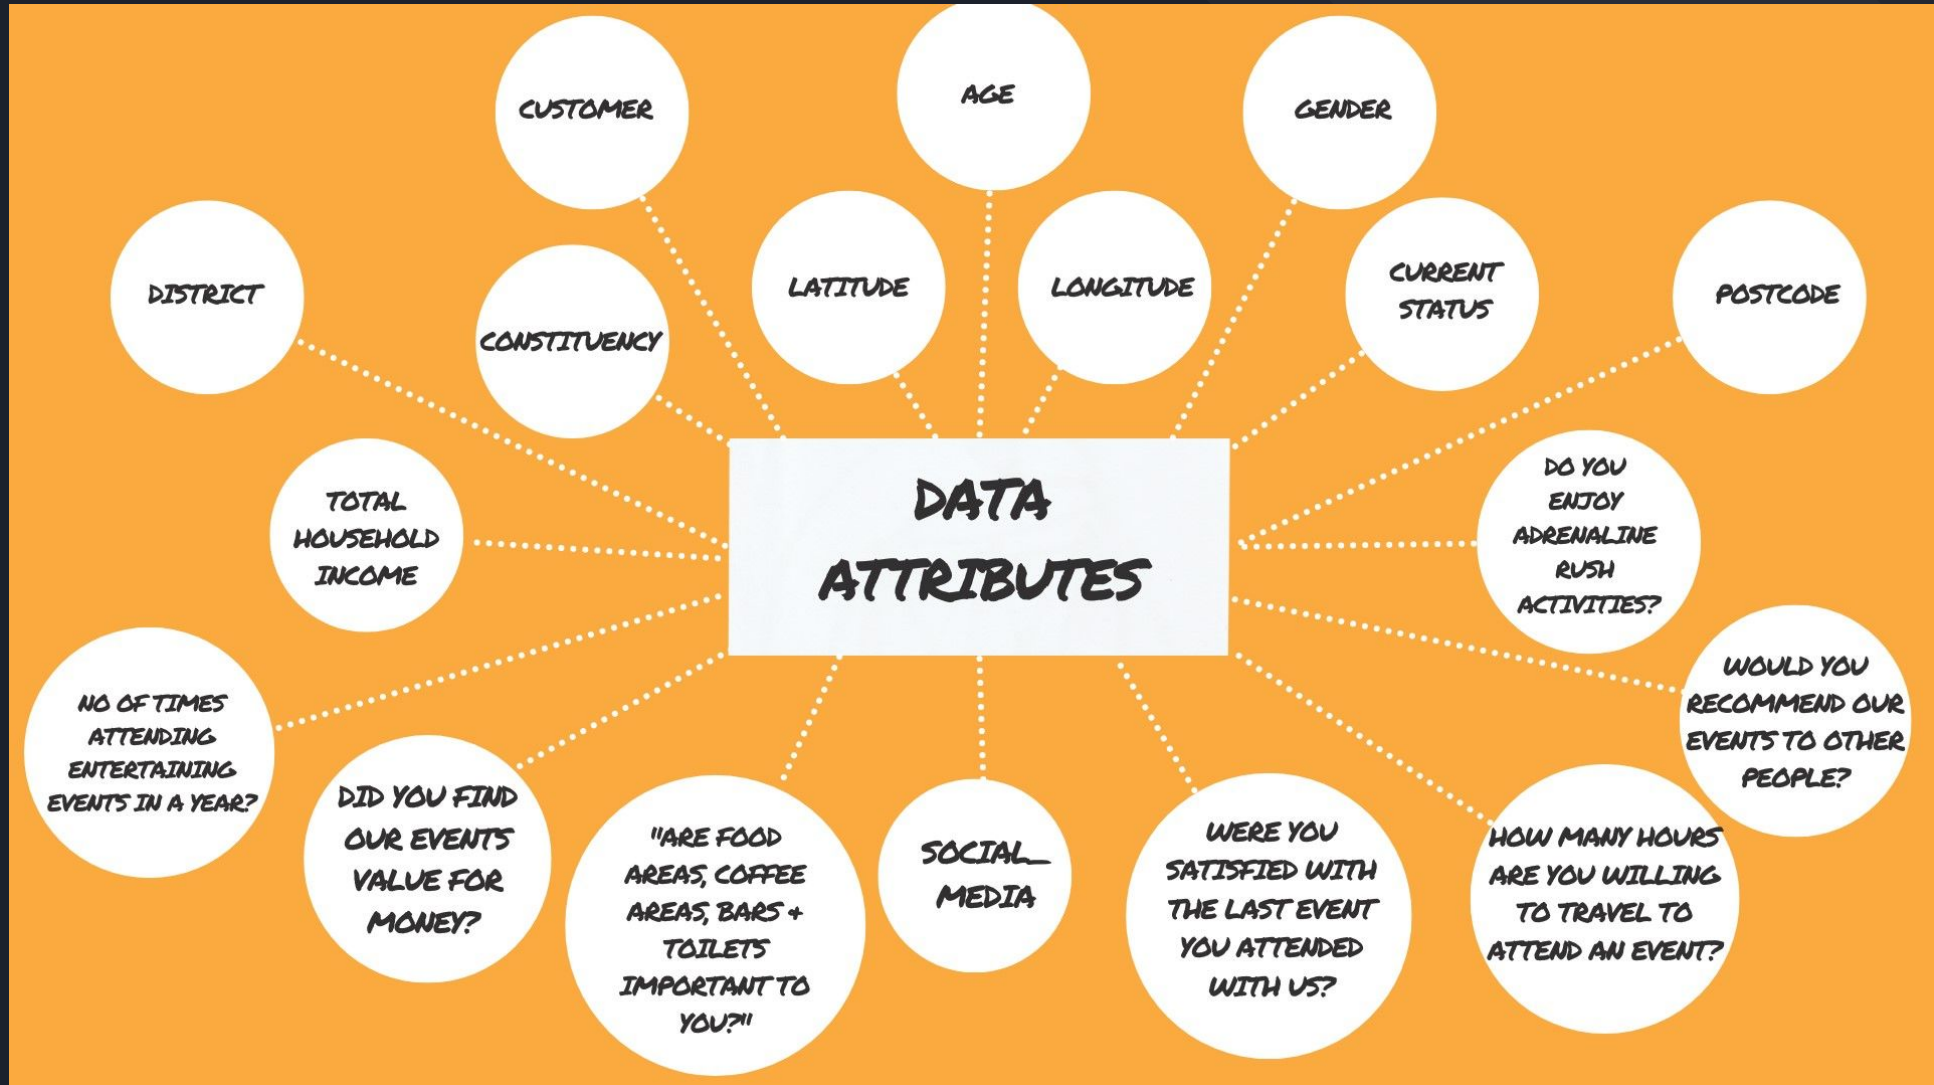 AGE
CUSTOMER
GENDER
DISTRICT
CONSTITUENCY
LATITUDE
LONGITUDE
CURRENT
STATUS
POSTCODE
TOTAL
HOUSEHOLD
INCOME
DATA
ATTRIBUTES
DO YOU
ENJOY
ADRENALINE
RUSH
ACTIVITIES?
NO OF TIMES
ATTENDING
ENTERTAINING
EVENTS IN A YEAR?
DID YOU FIND
OUR EVENTS
VALUE FOR
MONEY?
"ARE FOOD
AREAS, COFFEE
AREAS, BARS +
TOILETS
IMPORTANT TO
YOU?"
SOCIAL_
MEDIA
WERE YOU
SATISFIED WITH
THE LAST EVENT
YOU ATTENDED
WITH US?
HOW MANY HOURS
ARE YOU WILLING
TO TRAVEL TO
ATTEND AN EVENT?
WOULD YOU
RECOMMEND OUR
EVENTS TO OTHER
PEOPLE?